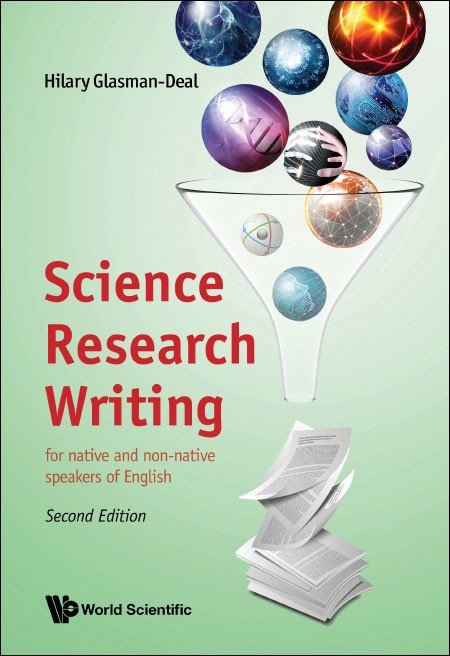 Hilary Glasman-Deal
Science
Research
Writing
for native and non-native
speakers of English
Second Edition
World Scientific